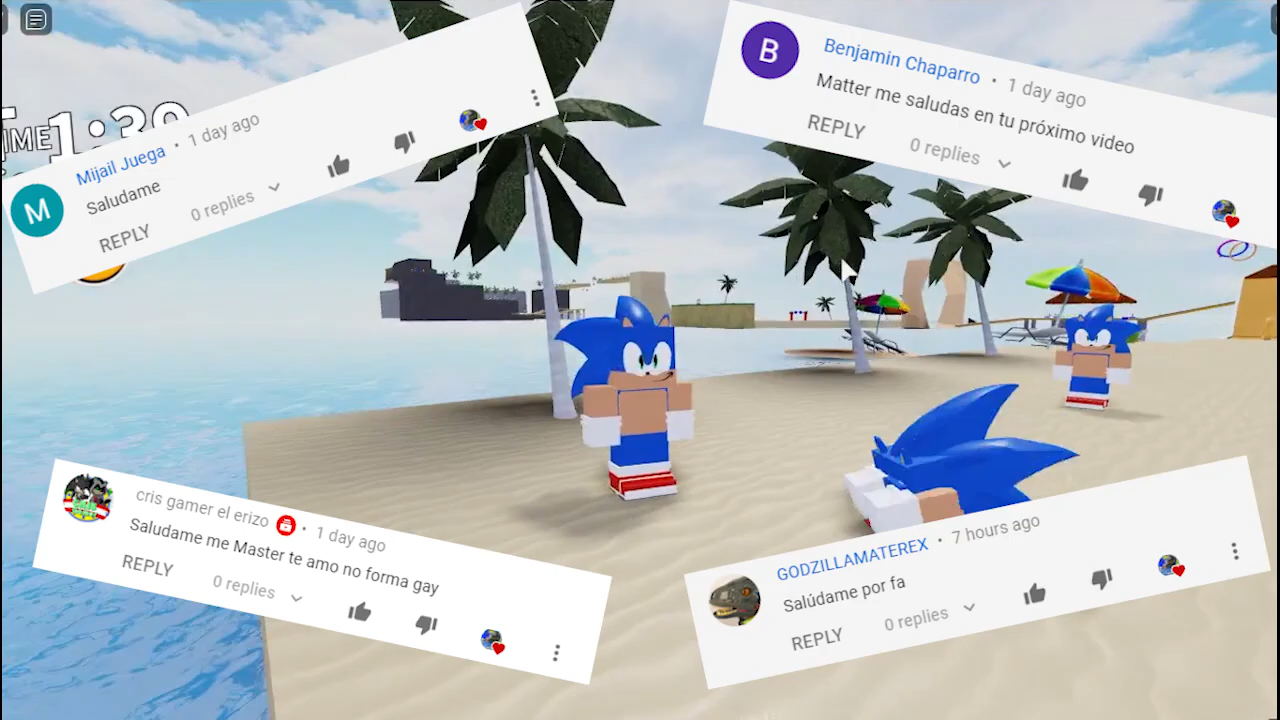 TIME 1:39
Mijail Juega • 1 day ago
Saludame
REPLY 0 replies
B
Benjamin Chaparro • 1 day ago
Matter me saludas en tu próximo video
REPLY 0 replies
M
cris gamer el erizo • 1 day ago
Saludame me Master te amo no forma gay
REPLY 0 replies
GODZILLAMATEREX • 7 hours ago
Salúdame por fa
REPLY 0 replies